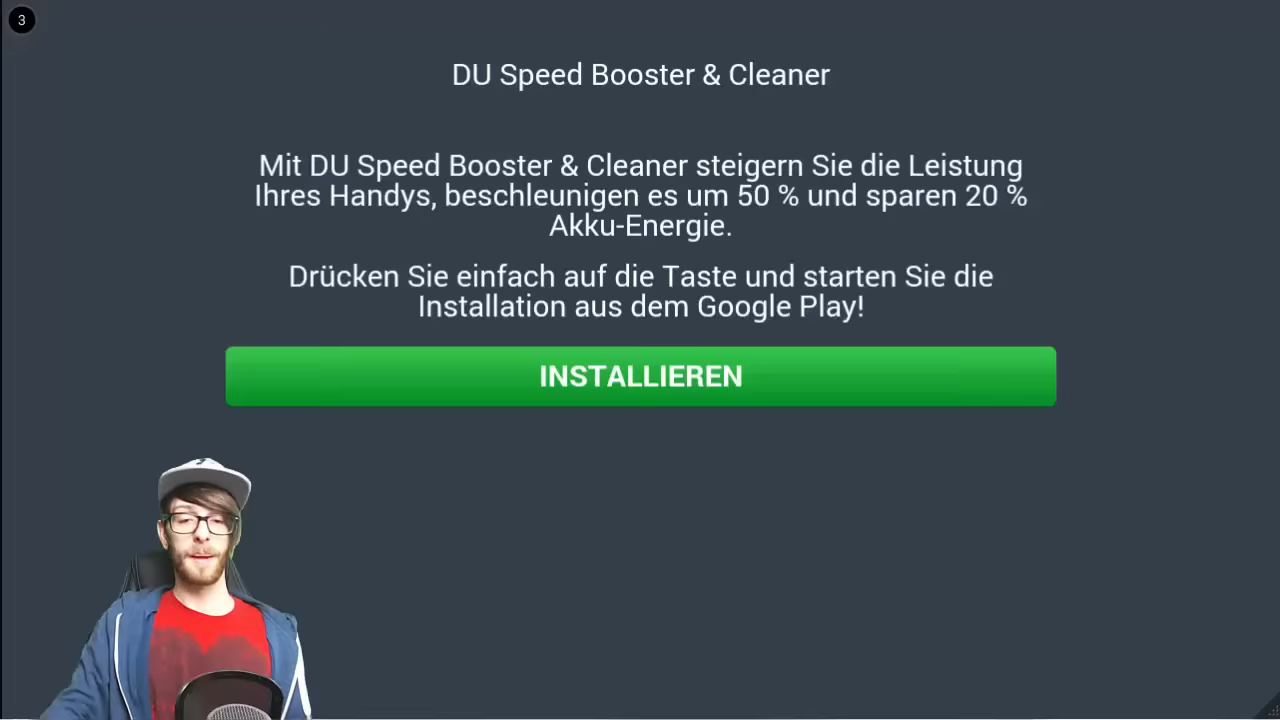 3
DU Speed Booster & Cleaner
Mit DU Speed Booster & Cleaner steigern Sie die Leistung
Ihres Handys, beschleunigen es um 50 % und sparen 20 %
Akku-Energie.
Drücken Sie einfach auf die Taste und starten Sie die
Installation aus dem Google Play!
INSTALLIEREN